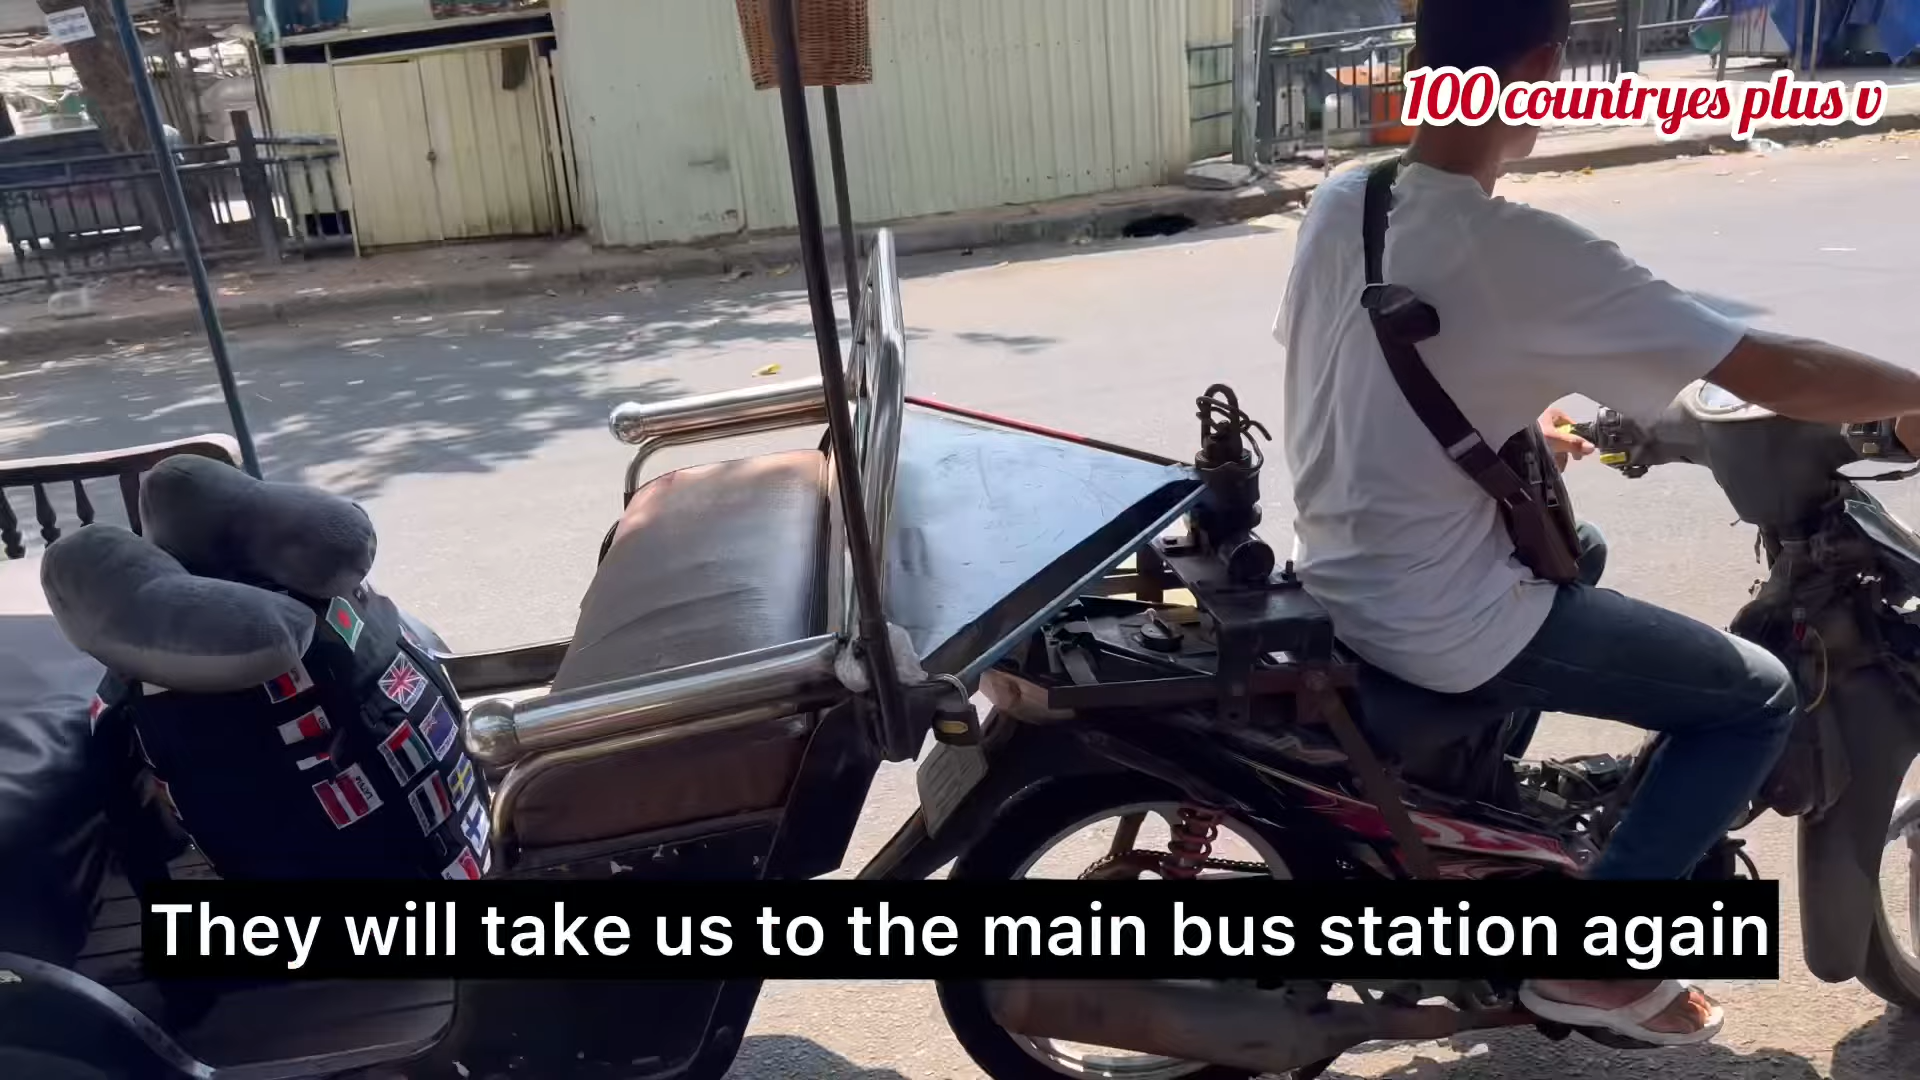 100 countryes plus v
They will take us to the main bus station again